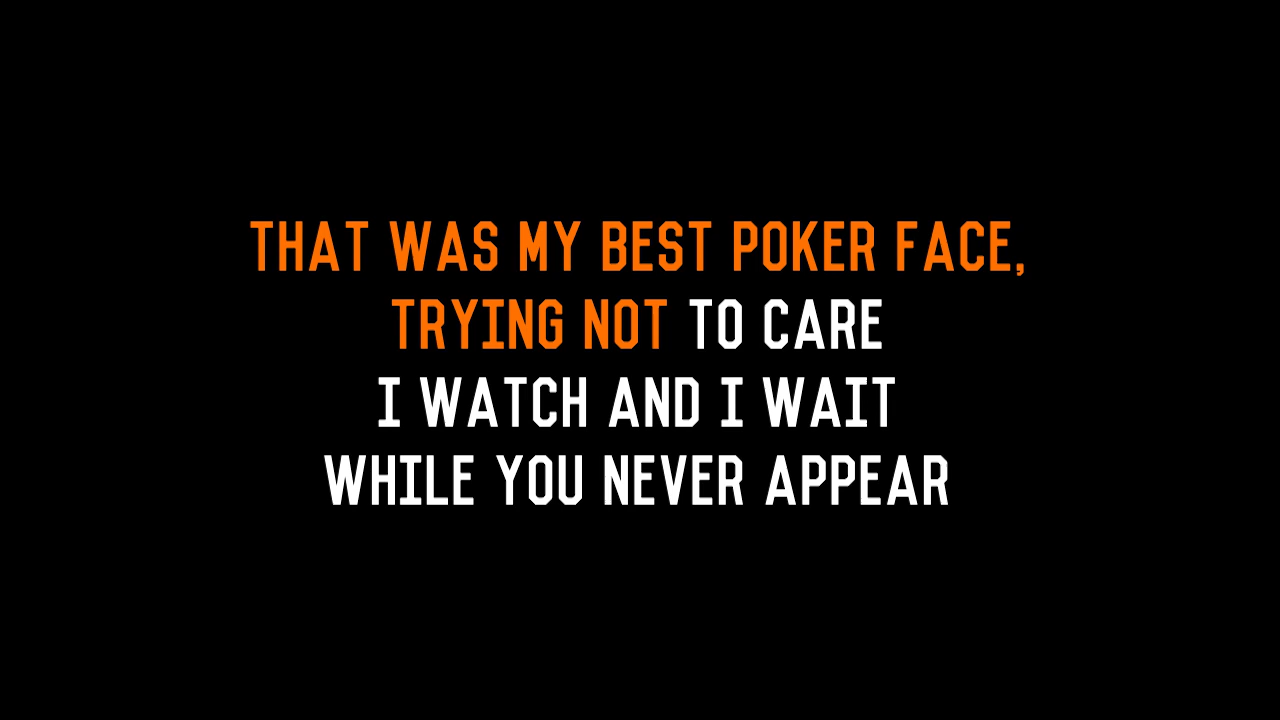 THAT WAS MY BEST POKER FACE,
TRYING NOT TO CARE
I WATCH AND I WAIT
WHILE YOU NEVER APPEAR